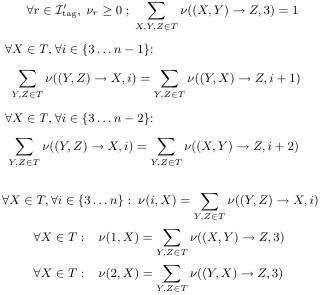 ∀r ∈ I′_tag, ν_r ≥ 0 ; ∑_{X,Y,Z∈T} ν((X, Y) → Z, 3) = 1
∀X ∈ T, ∀i ∈ {3 … n − 1}:
∑_{Y,Z∈T} ν((Y, Z) → X, i) = ∑_{Y,Z∈T} ν((Y, X) → Z, i + 1)
∀X ∈ T, ∀i ∈ {3 … n − 2}:
∑_{Y,Z∈T} ν((Y, Z) → X, i) = ∑_{Y,Z∈T} ν((X, Y) → Z, i + 2)
∀X ∈ T, ∀i ∈ {3 … n} : ν(i, X) = ∑_{Y,Z∈T} ν((Y, Z) → X, i)
∀X ∈ T : ν(1, X) = ∑_{Y,Z∈T} ν((X, Y) → Z, 3)
∀X ∈ T : ν(2, X) = ∑_{Y,Z∈T} ν((Y, X) → Z, 3)